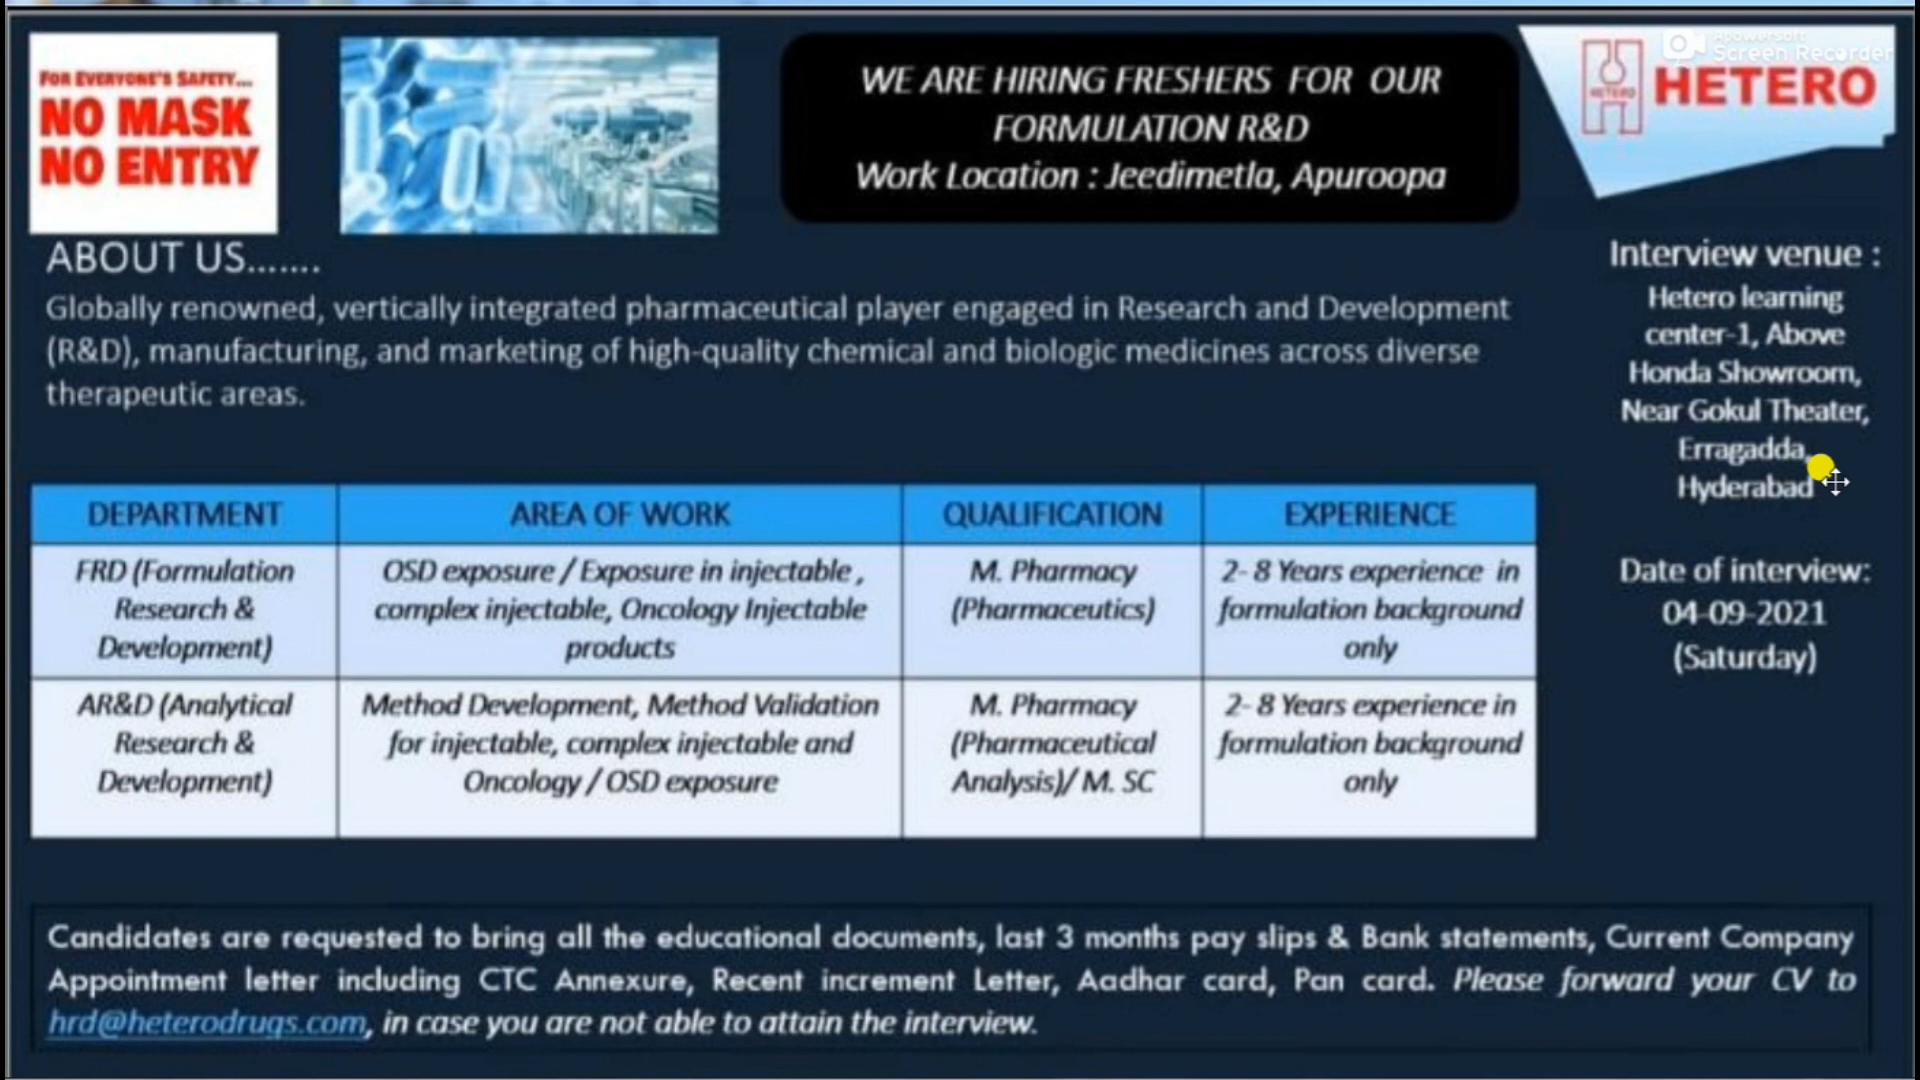 FOR EVERYONE'S SAFETY...
NO MASK
NO ENTRY
WE ARE HIRING FRESHERS FOR OUR
FORMULATION R&D
Work Location : Jeedimetla, Apuroopa
HETERO
HETERO
Apowersoft
Screen Recorder
ABOUT US.......
Globally renowned, vertically integrated pharmaceutical player engaged in Research and Development
(R&D), manufacturing, and marketing of high-quality chemical and biologic medicines across diverse
therapeutic areas.
Interview venue :
Hetero learning
center-1, Above
Honda Showroom,
Near Gokul Theater,
Erragadda,
Hyderabad
Date of interview:
04-09-2021
(Saturday)
DEPARTMENT AREA OF WORK QUALIFICATION EXPERIENCE
FRD (Formulation
Research &
Development)
OSD exposure / Exposure in injectable ,
complex injectable, Oncology Injectable
products
M. Pharmacy
(Pharmaceutics)
2- 8 Years experience in
formulation background
only
AR&D (Analytical
Research &
Development)
Method Development, Method Validation
for injectable, complex injectable and
Oncology / OSD exposure
M. Pharmacy
(Pharmaceutical
Analysis)/ M. SC
2- 8 Years experience in
formulation background
only
Candidates are requested to bring all the educational documents, last 3 months pay slips & Bank statements, Current Company
Appointment letter including CTC Annexure, Recent increment Letter, Aadhar card, Pan card. Please forward your CV to
hrd@heterodrugs.com, in case you are not able to attain the interview.